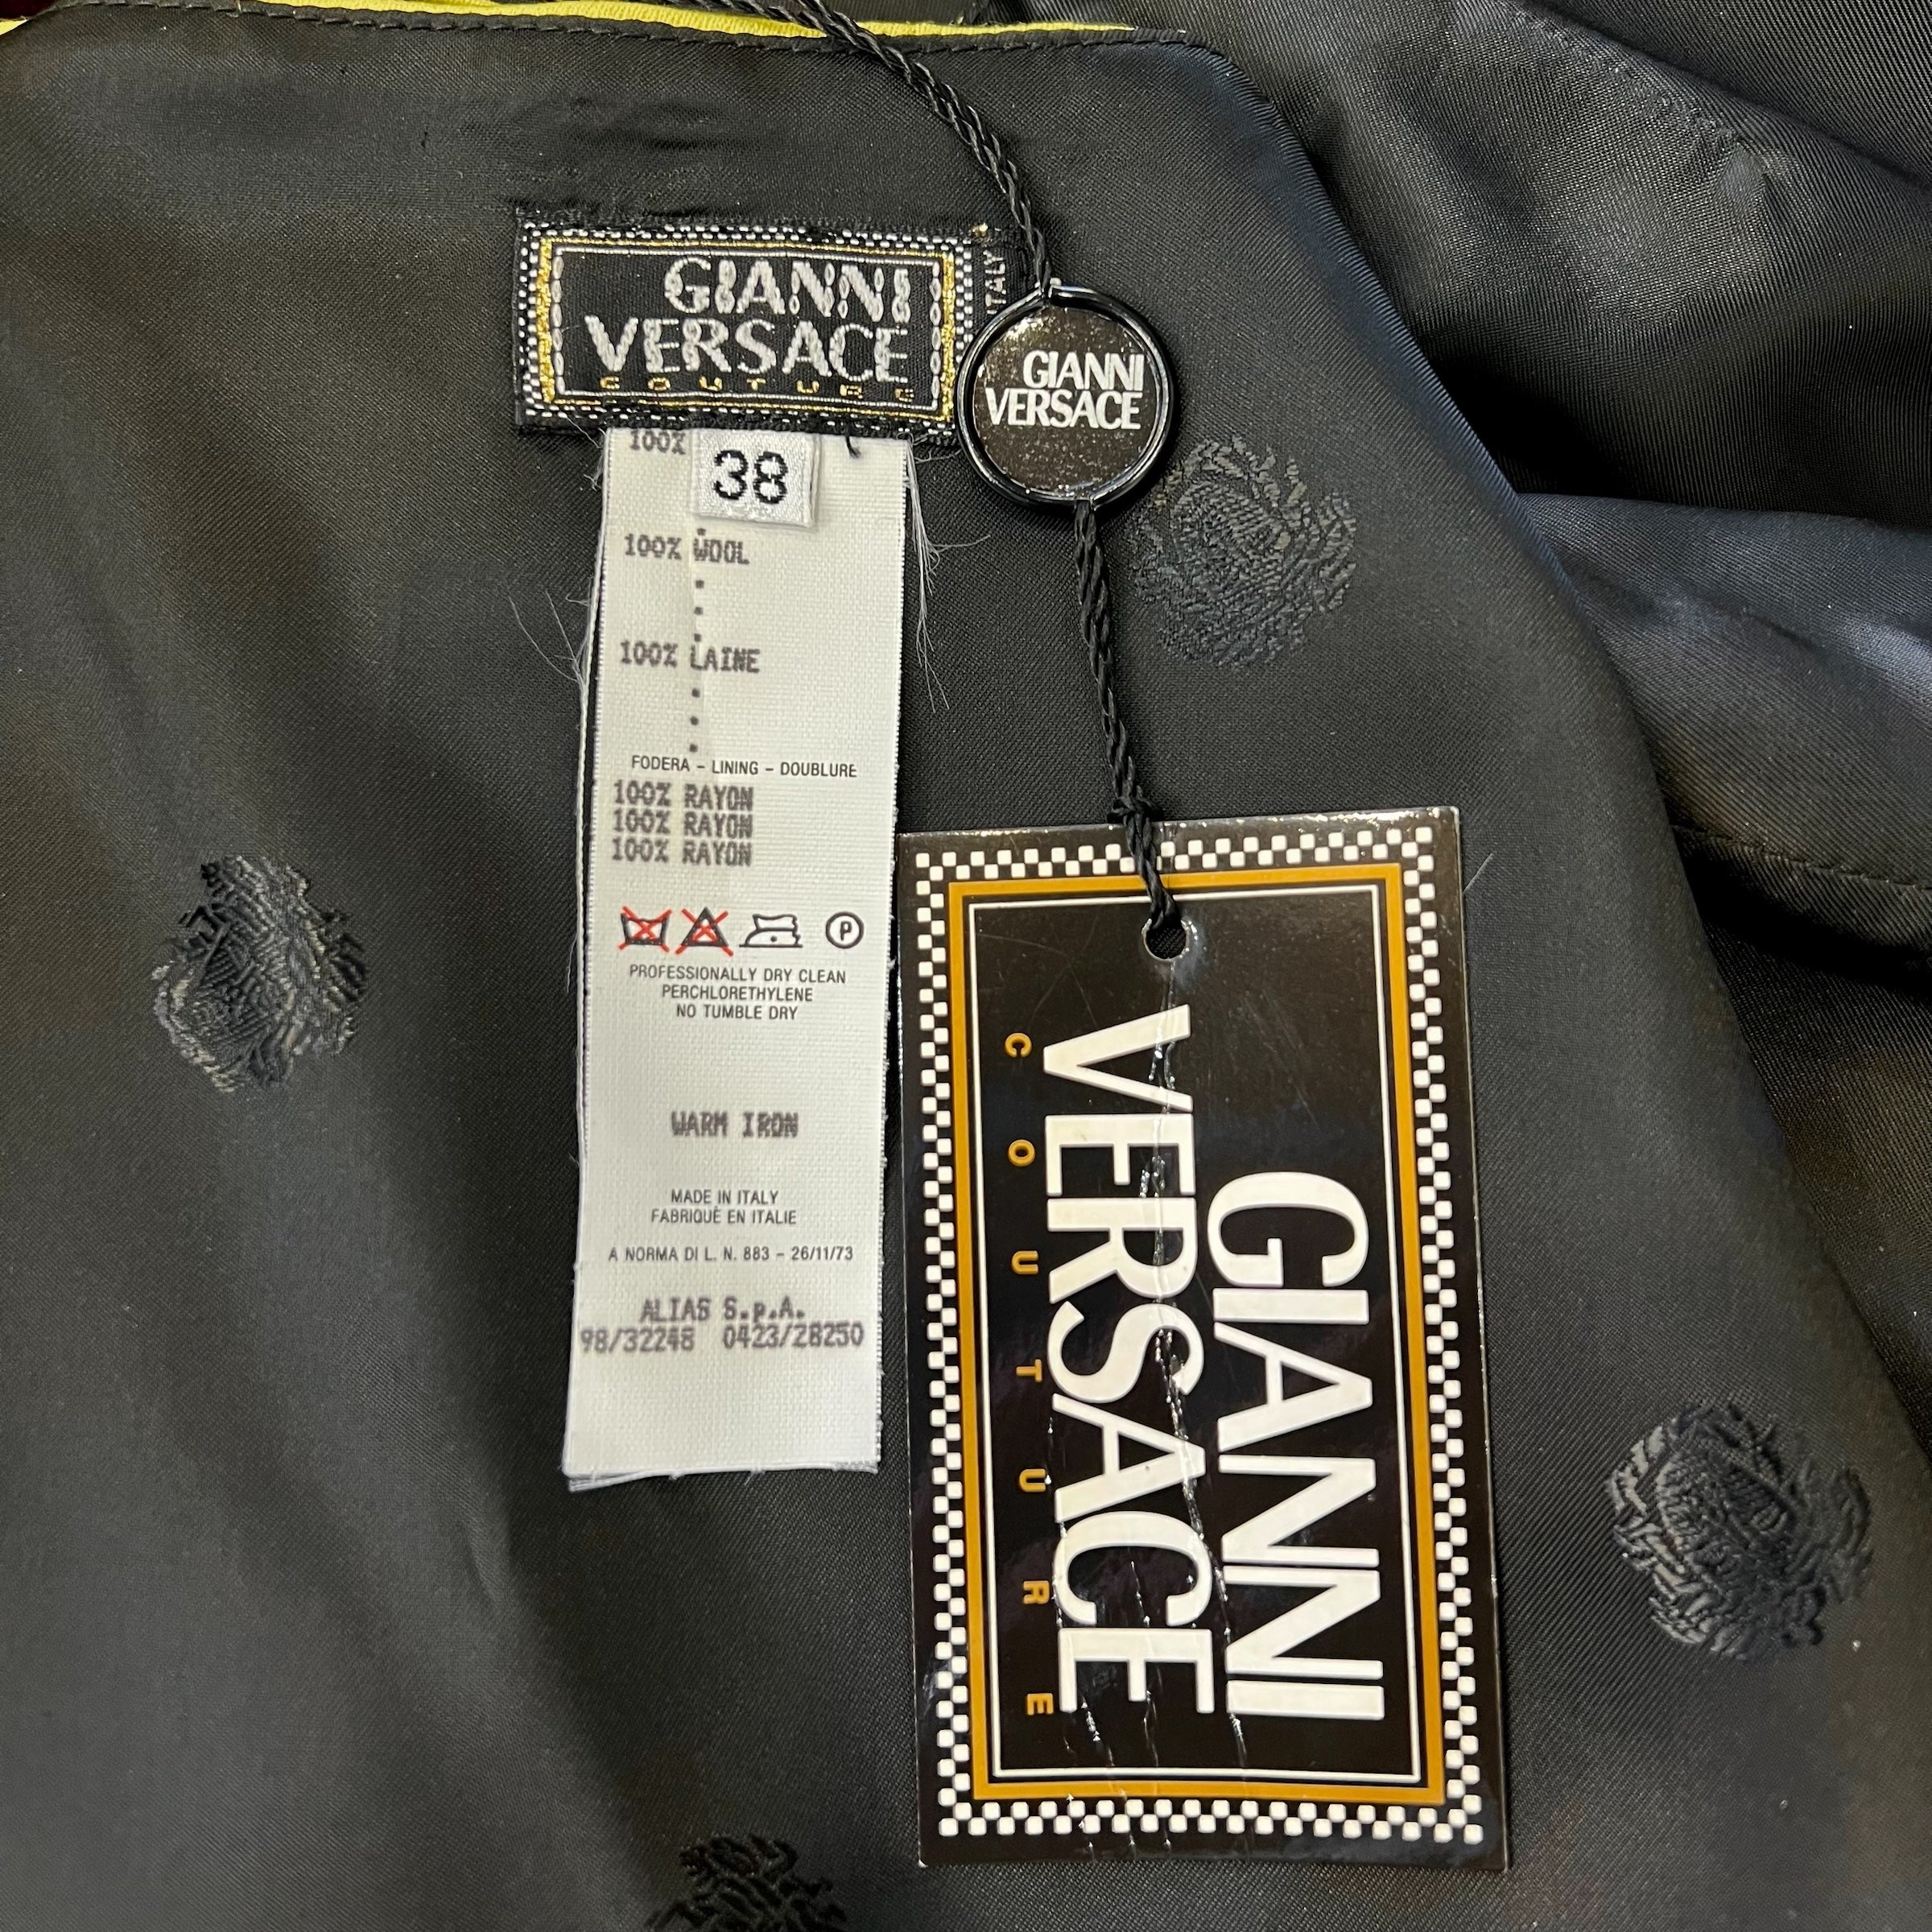 GIANNI
VERSACE
COUTURE
ITALY
GIANNI
VERSACE
100%
38
100% WOOL
100% LAINE
FODERA - LINING - DOUBLURE
100% RAYON
100% RAYON
100% RAYON
P
PROFESSIONALLY DRY CLEAN
PERCHLORETHYLENE
NO TUMBLE DRY
WARM IRON
MADE IN ITALY
FABRIQUÉ EN ITALIE
A NORMA DI L. N. 883 - 26/11/73
ALIAS S.p.A.
98/32248 0423/28250
GIANNI
VERSACE
COUTURE